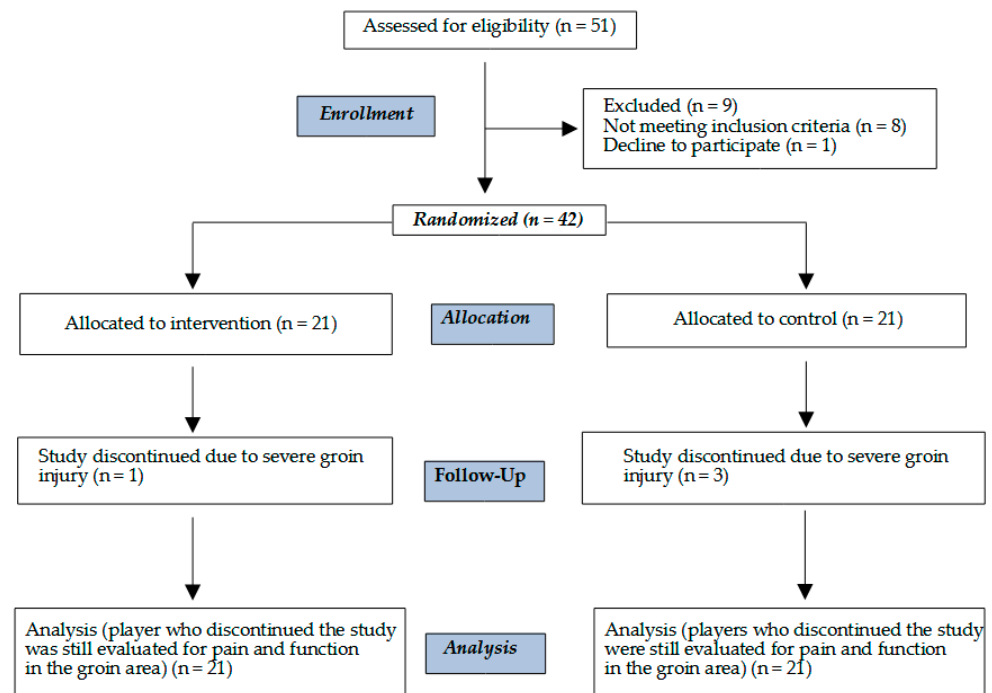 Assessed for eligibility (n = 51)
Enrollment
Excluded (n = 9)
Not meeting inclusion criteria (n = 8)
Decline to participate (n = 1)
Randomized (n = 42)
Allocated to intervention (n = 21)
Allocation
Allocated to control (n = 21)
Study discontinued due to severe groin
injury (n = 1)
Follow-Up
Study discontinued due to severe groin
injury (n = 3)
Analysis (player who discontinued the study
was still evaluated for pain and function
in the groin area) (n = 21)
Analysis
Analysis (players who discontinued the study
were still evaluated for pain and function
in the groin area) (n = 21)